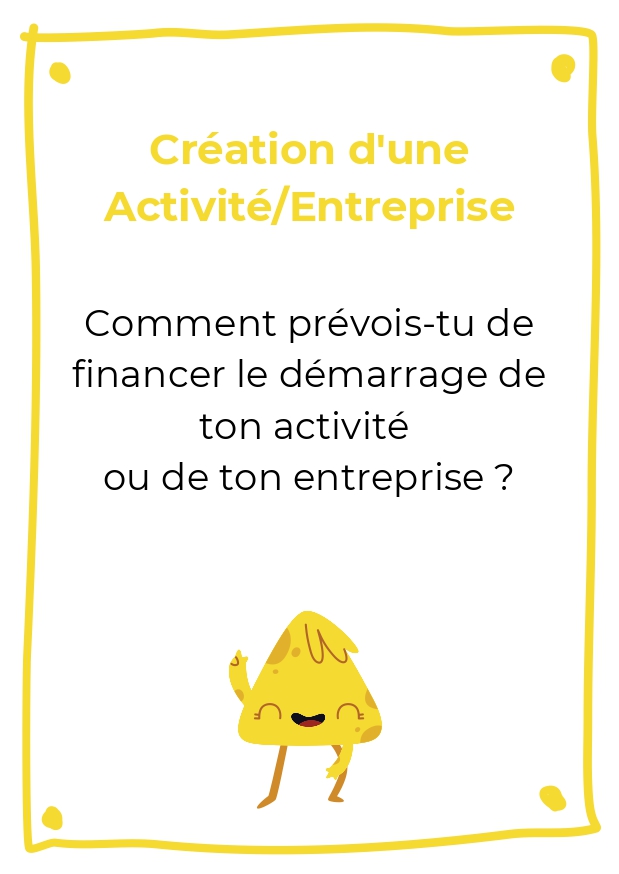 Création d'une
Activité/Entreprise
Comment prévois-tu de
financer le démarrage de
ton activité
ou de ton entreprise ?